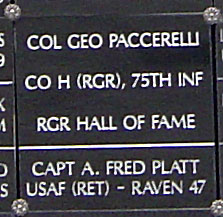 COL GEO PACCERELLI
CO H (RGR), 75TH INF
RGR HALL OF FAME
CAPT A. FRED PLATT
USAF (RET) - RAVEN 47